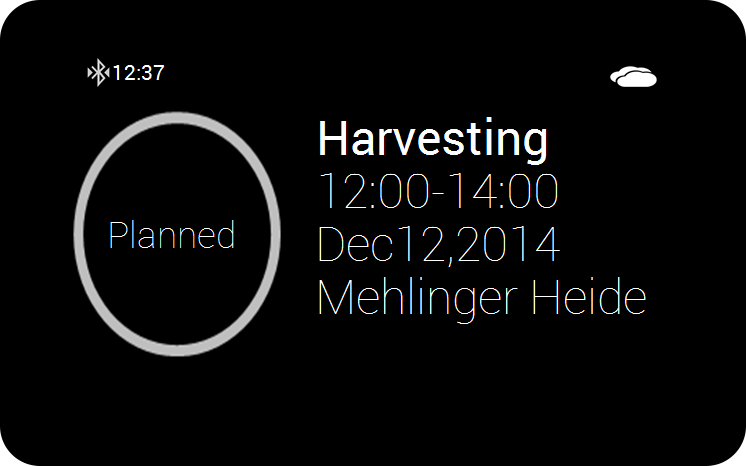 12:37
Harvesting
12:00-14:00
Planned
Dec12,2014
Mehlinger Heide